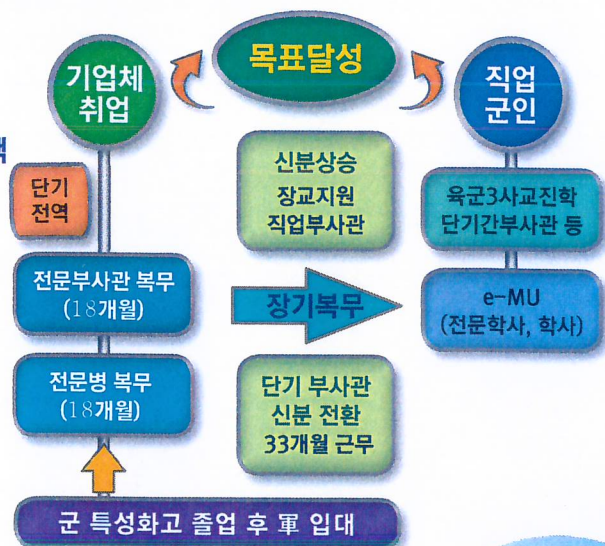 목표달성
기업체
취업
직업
군인
택
단기
전역
신분상승
장교지원
직업부사관
육군3사교진학
단기간부사관 등
전문부사관 복무
(18개월)
장기복무
e-MU
(전문학사, 학사)
전문병 복무
(18개월)
단기 부사관
신분 전환
33개월 근무
군 특성화고 졸업 후 軍 입대